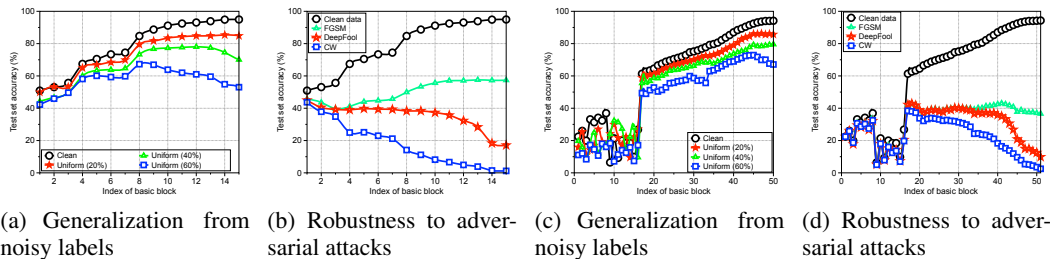 100
80
60
40
20
0
Test set accuracy (%)
Clean
Uniform (20%)
Uniform (40%)
Uniform (60%)
2 4 6 8 10 12 14
Index of basic block
(a) Generalization from
noisy labels
100
80
60
40
20
0
Test set accuracy (%)
Clean data
FGSM
DeepFool
CW
2 4 6 8 10 12 14
Index of basic block
(b) Robustness to adver-
sarial attacks
100
80
60
40
20
0
Test set accuracy (%)
Clean
Uniform (20%)
Uniform (40%)
Uniform (60%)
0 10 20 30 40 50
Index of basic block
(c) Generalization from
noisy labels
100
80
60
40
20
0
Test set accuracy (%)
Clean data
FGSM
DeepFool
CW
0 10 20 30 40 50
Index of basic block
(d) Robustness to adver-
sarial attacks